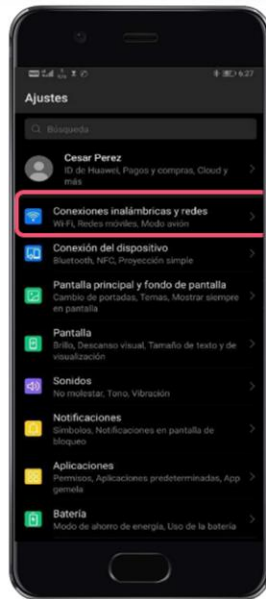 6:27
Ajustes
Búsqueda
Cesar Perez
ID de Huawei, Pagos y compras, Cloud y
más
Conexiones inalámbricas y redes
Wi-Fi, Redes móviles, Modo avión
Conexión del dispositivo
Bluetooth, NFC, Proyección simple
Pantalla principal y fondo de pantalla
Cambio de portadas, Temas, Mostrar siempre
en pantalla
Pantalla
Brillo, Descanso visual, Tamaño de texto y de
visualización
Sonidos
No molestar, Tono, Vibración
Notificaciones
Símbolos, Notificaciones en pantalla de
bloqueo
Aplicaciones
Permisos, Aplicaciones predeterminadas, App
gemela
Batería
Modo de ahorro de energía, Uso de la batería